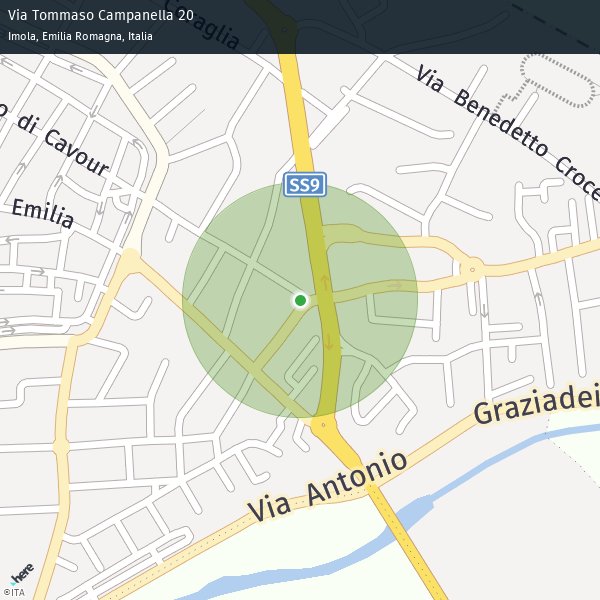 Via Tommaso Campanella 20
Imola, Emilia Romagna, Italia
Via Benedetto Croce
di Cavour
SS9
Emilia
Graziadei
Via Antonio
here
©ITA